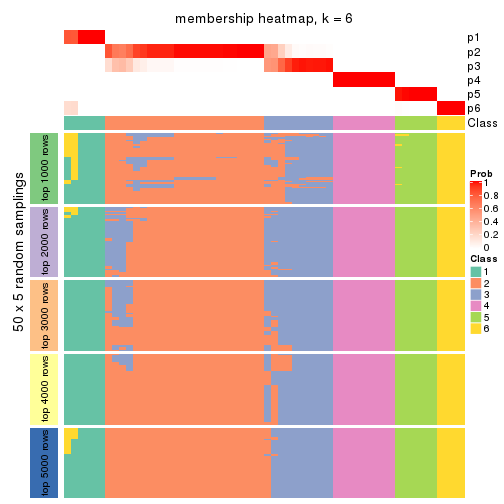 membership heatmap, k = 6
p1
p2
p3
p4
p5
p6
Class
50 x 5 random samplings
top 1000 rows
top 2000 rows
top 3000 rows
top 4000 rows
top 5000 rows
Prob
1
0.8
0.6
0.4
0.2
0
Class
1
2
3
4
5
6